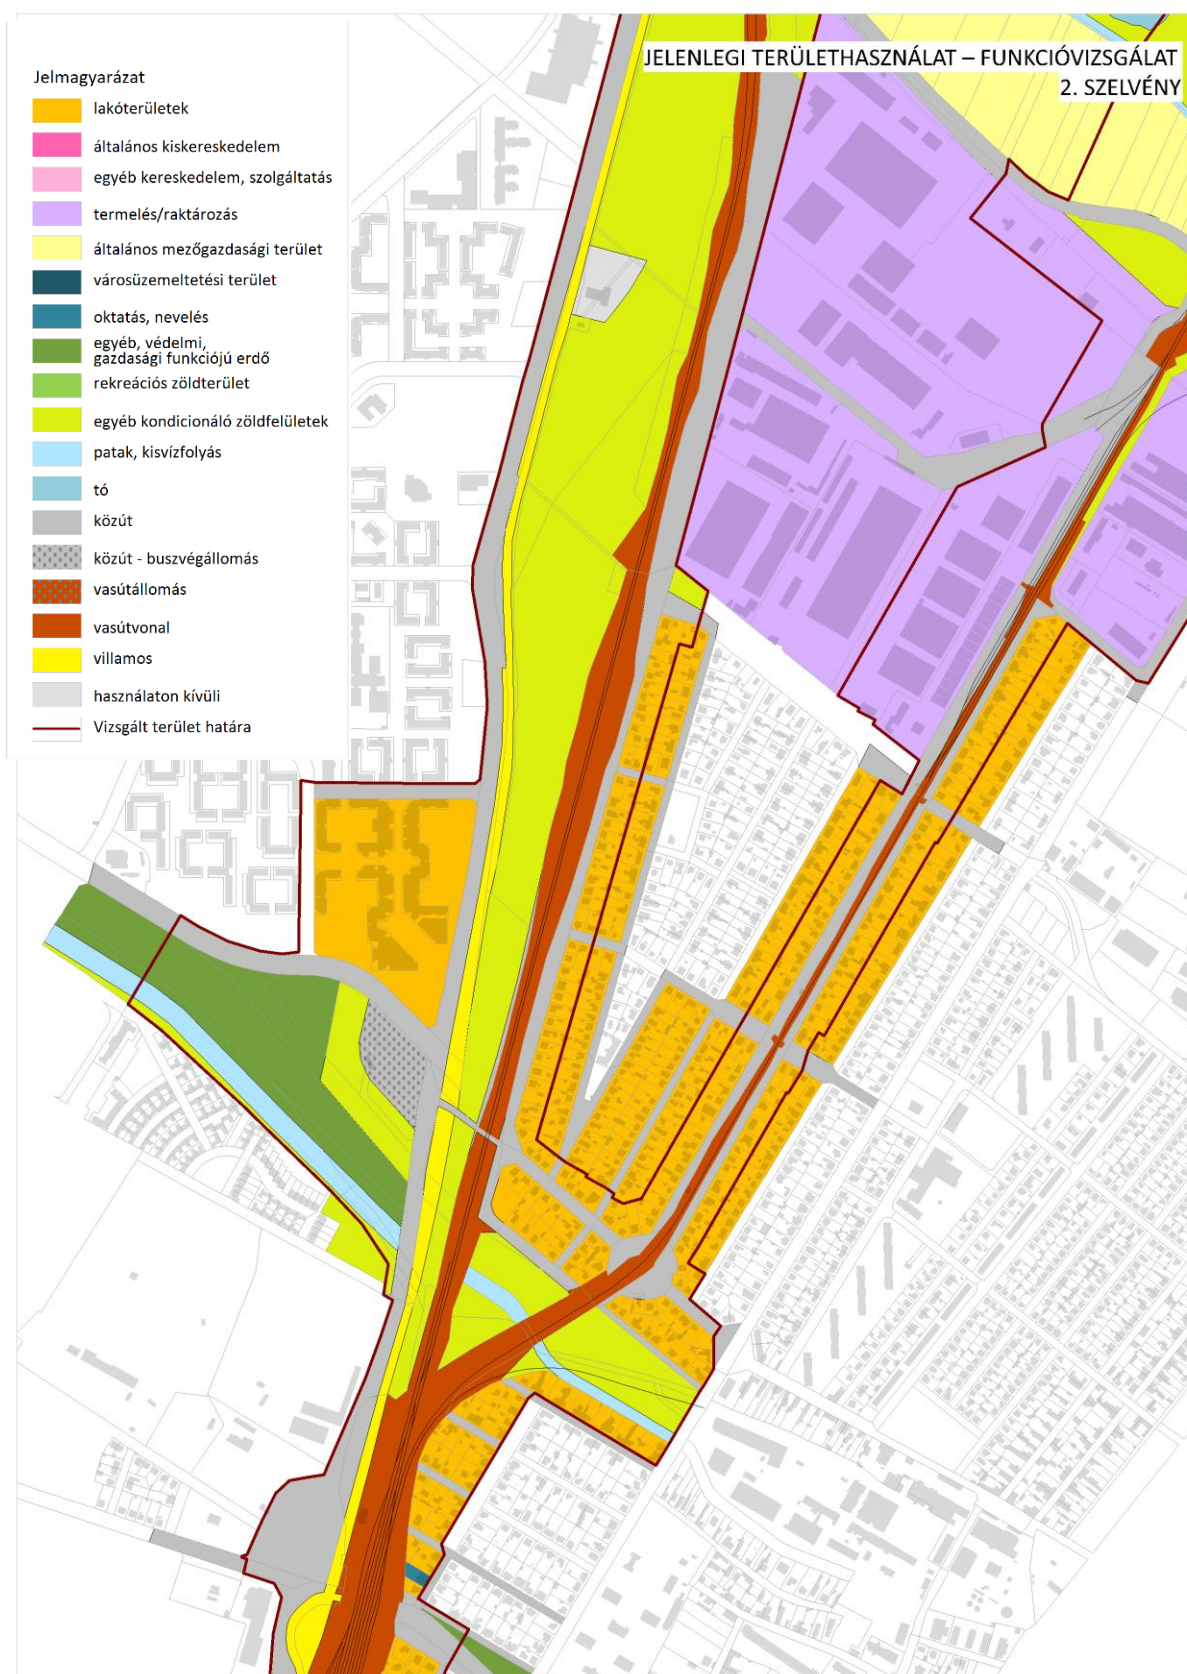 JELENLEGI TERÜLETHASZNÁLAT – FUNKCIÓVIZSGÁLAT
2. SZELVÉNY
Jelmagyarázat
lakóterületek
általános kiskereskedelem
egyéb kereskedelem, szolgáltatás
termelés/raktározás
általános mezőgazdasági terület
városüzemeltetési terület
oktatás, nevelés
egyéb, védelmi,
gazdasági funkciójú erdő
rekreációs zöldterület
egyéb kondicionáló zöldfelületek
patak, kisvízfolyás
tó
közút
közút - buszvégállomás
vasútállomás
vasútvonal
villamos
használaton kívüli
Vizsgált terület határa